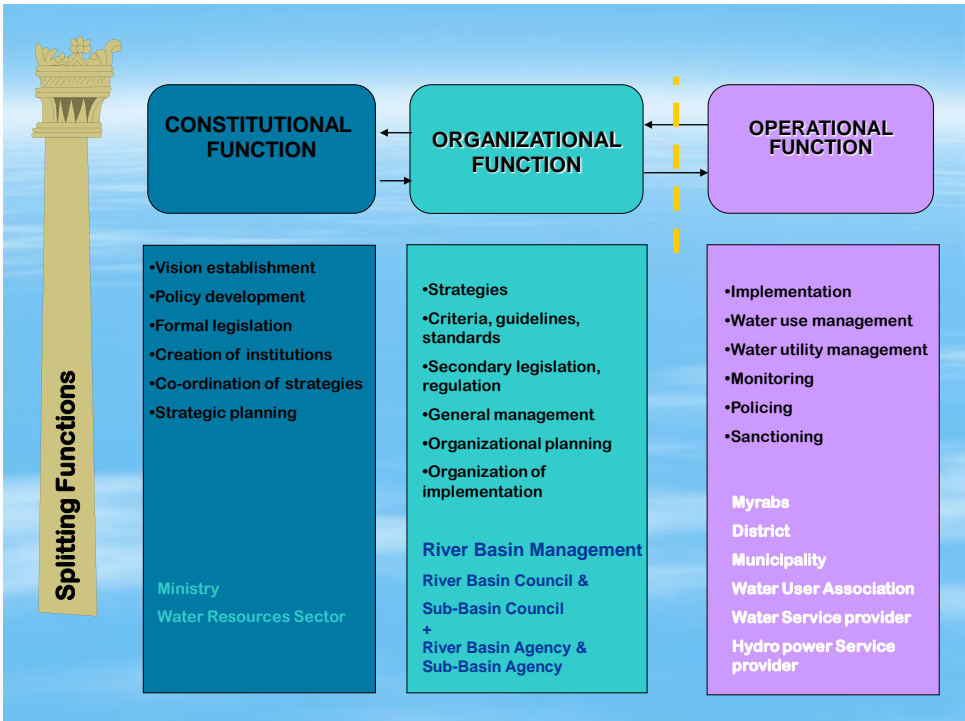 Splitting Functions
CONSTITUTIONAL
FUNCTION
•Vision establishment
•Policy development
•Formal legislation
•Creation of institutions
•Co-ordination of strategies
•Strategic planning
Ministry
Water Resources Sector
ORGANIZATIONAL
FUNCTION
•Strategies
•Criteria, guidelines,
standards
•Secondary legislation,
regulation
•General management
•Organizational planning
•Organization of
implementation
River Basin Management
River Basin Council &
Sub-Basin Council
+
River Basin Agency &
Sub-Basin Agency
OPERATIONAL
FUNCTION
•Implementation
•Water use management
•Water utility management
•Monitoring
•Policing
•Sanctioning
Myrabs
District
Municipality
Water User Association
Water Service provider
Hydro power Service
provider